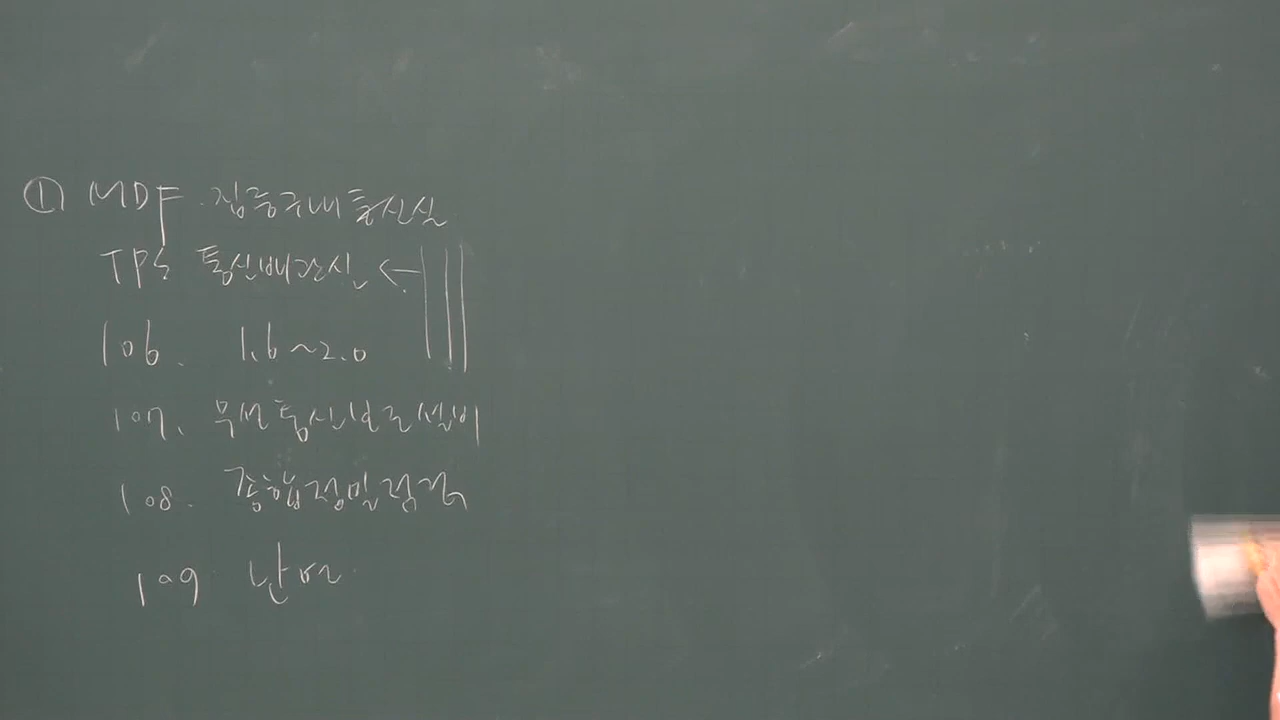 ① MDF. 집중구내통신실
TPS 통신배관실 ←
106. 1.6~2.0
107. 무선통신보조설비
108. 종합정밀점검
109 난연